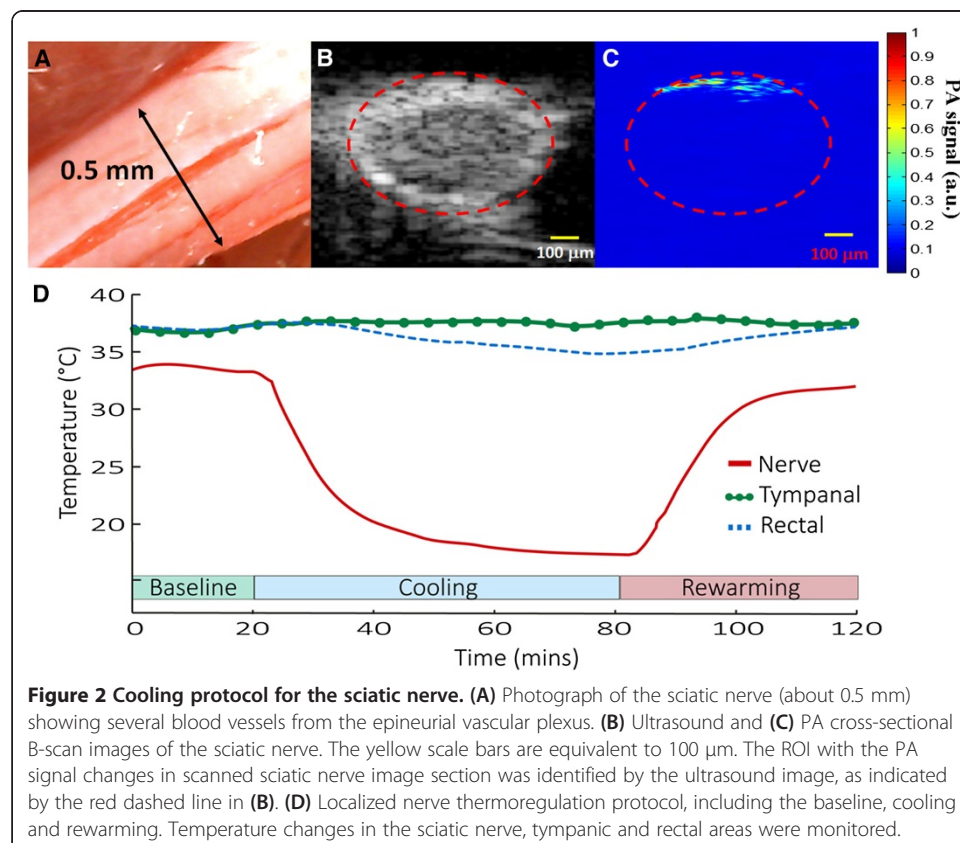 A
0.5 mm
B
100 μm
C
100 μm
1
0.9
0.8
0.7
0.6
0.5
0.4
0.3
0.2
0.1
0
PA signal (a.u.)
D
40
35
30
25
20
Temperature (°C)
Nerve
Tympanal
Rectal
Baseline Cooling Rewarming
0 20 40 60 80 100 120
Time (mins)
Figure 2 Cooling protocol for the sciatic nerve. (A) Photograph of the sciatic nerve (about 0.5 mm)
showing several blood vessels from the epineurial vascular plexus. (B) Ultrasound and (C) PA cross-sectional
B-scan images of the sciatic nerve. The yellow scale bars are equivalent to 100 μm. The ROI with the PA
signal changes in scanned sciatic nerve image section was identified by the ultrasound image, as indicated
by the red dashed line in (B). (D) Localized nerve thermoregulation protocol, including the baseline, cooling
and rewarming. Temperature changes in the sciatic nerve, tympanic and rectal areas were monitored.